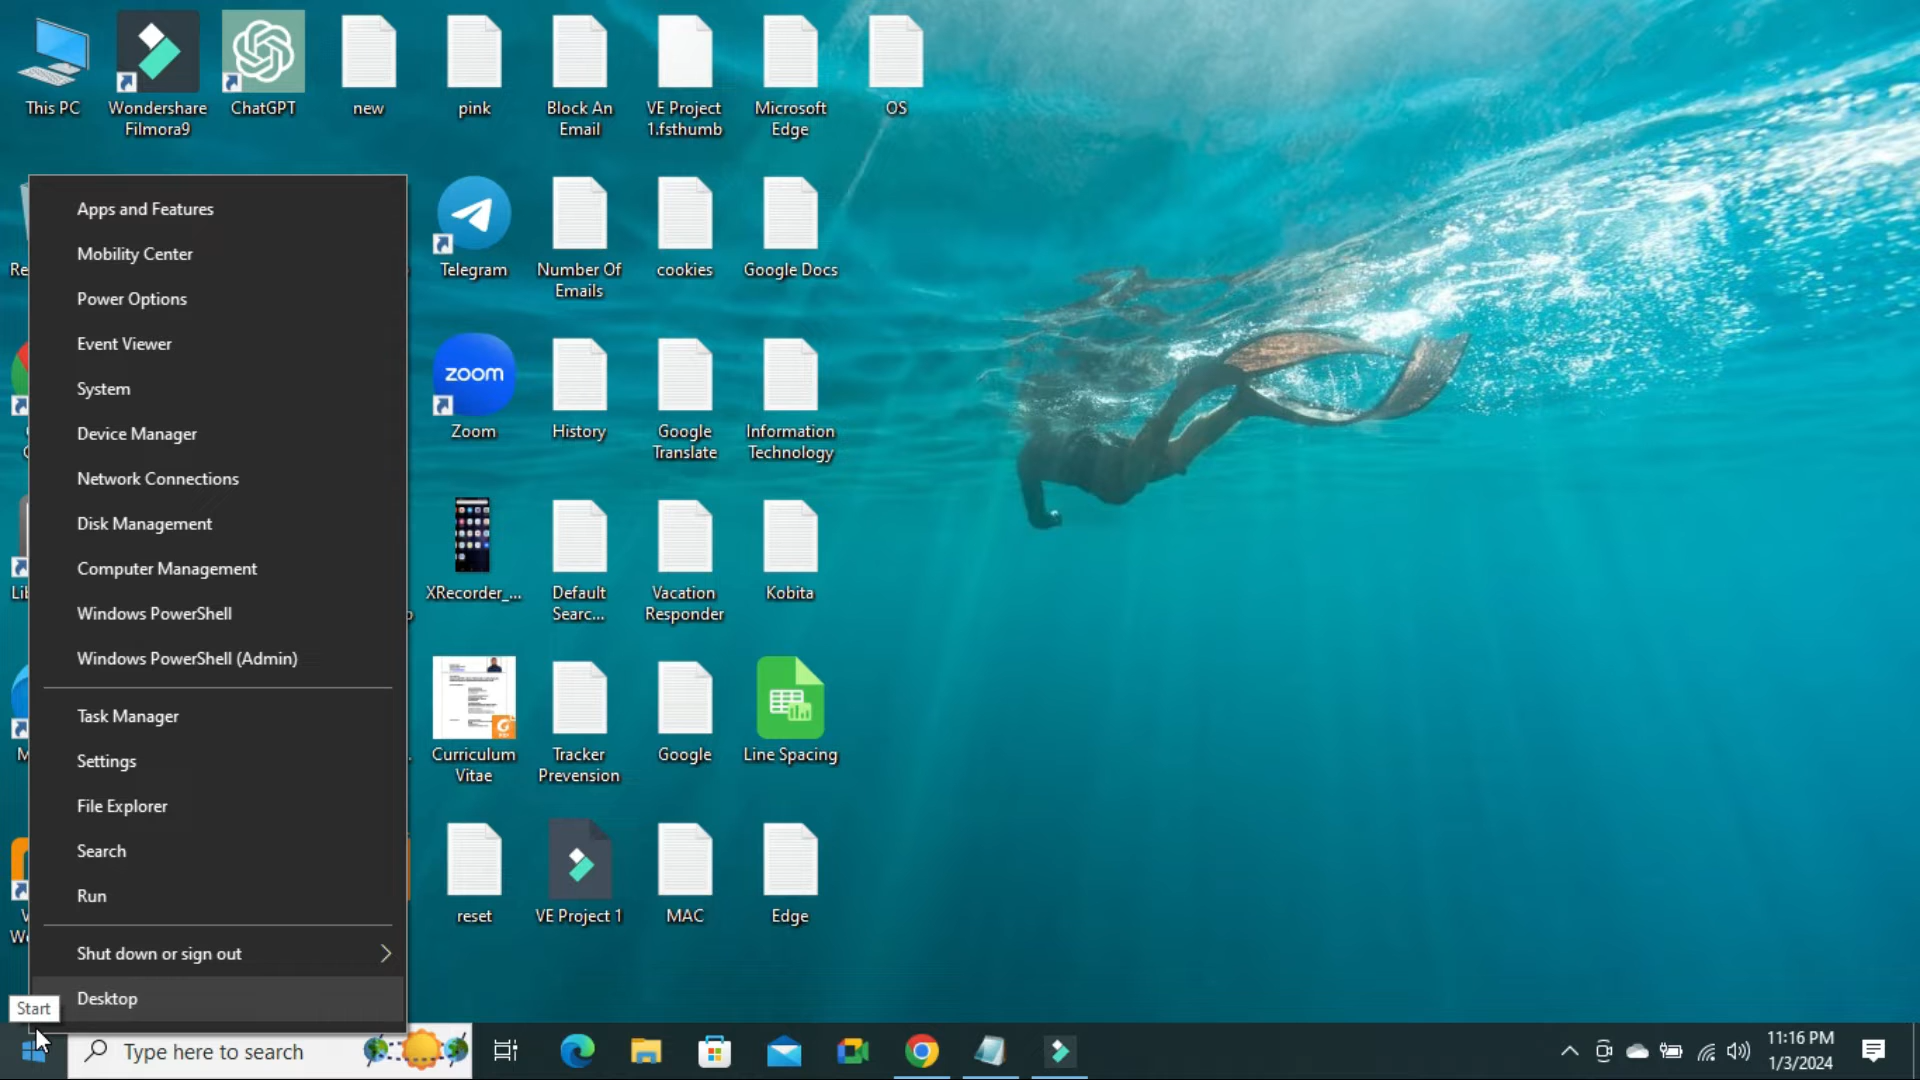 This PC
Wondershare
Filmora9
ChatGPT
new
pink
Block An
Email
VE Project
1.fsthumb
Microsoft
Edge
OS
Telegram
Number Of
Emails
cookies
Google Docs
zoom
Zoom
History
Google
Translate
Information
Technology
XRecorder_...
Default
Searc...
Vacation
Responder
Kobita
Curriculum
Vitae
Tracker
Prevension
Google
Line Spacing
reset
VE Project 1
MAC
Edge
Apps and Features
Mobility Center
Power Options
Event Viewer
System
Device Manager
Network Connections
Disk Management
Computer Management
Windows PowerShell
Windows PowerShell (Admin)
Task Manager
Settings
File Explorer
Search
Run
Shut down or sign out
Desktop
Start
Type here to search
11:16 PM
1/3/2024